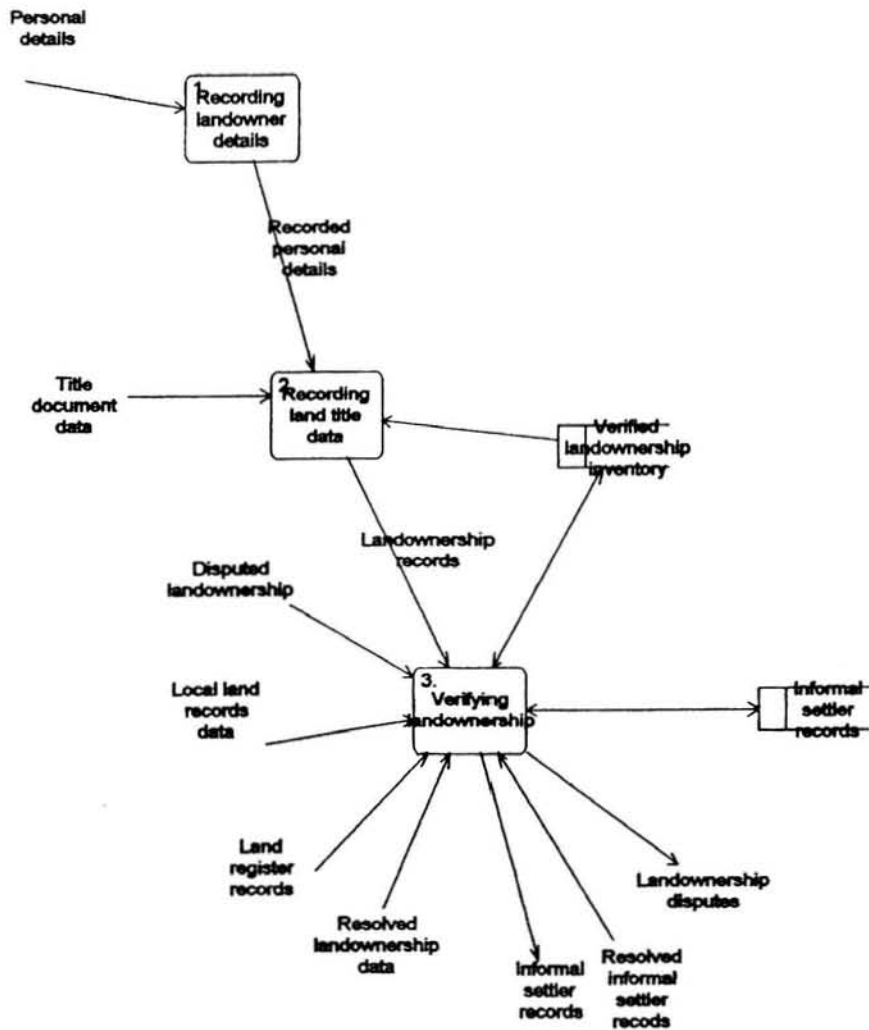 Personal
details
1
Recording
landowner
details
Recorded
personal
details
Title
document
data
2.
Recording
land title
data
Verified
landownership
inventory
Landownership
records
Disputed
landownership
Local land
records
data
3.
Verifying
landownership
Informal
settler
records
Land
register
records
Resolved
landownership
data
Informal
settler
records
Resolved
informal
settler
recods
Landownership
disputes